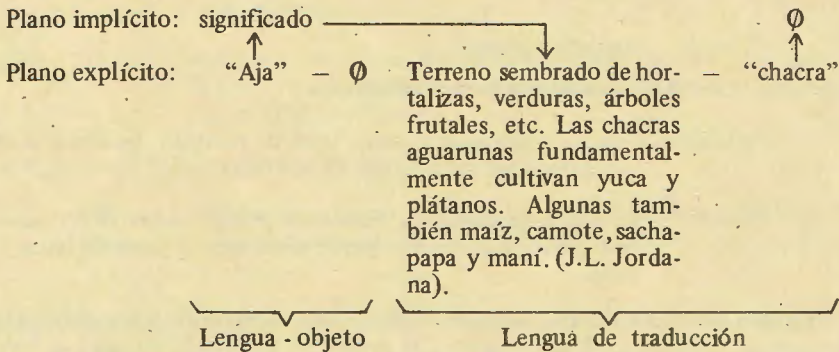 Plano implícito: significado Ø
Plano explícito: “Aja” – Ø Terreno sembrado de hor- – “chacra”
talizas, verduras, árboles
frutales, etc. Las chacras
aguarunas fundamental-
mente cultivan yuca y
plátanos. Algunas tam-
bién maíz, camote, sacha-
papa y maní. (J.L. Jorda-
na).
Lengua - objeto Lengua de traducción